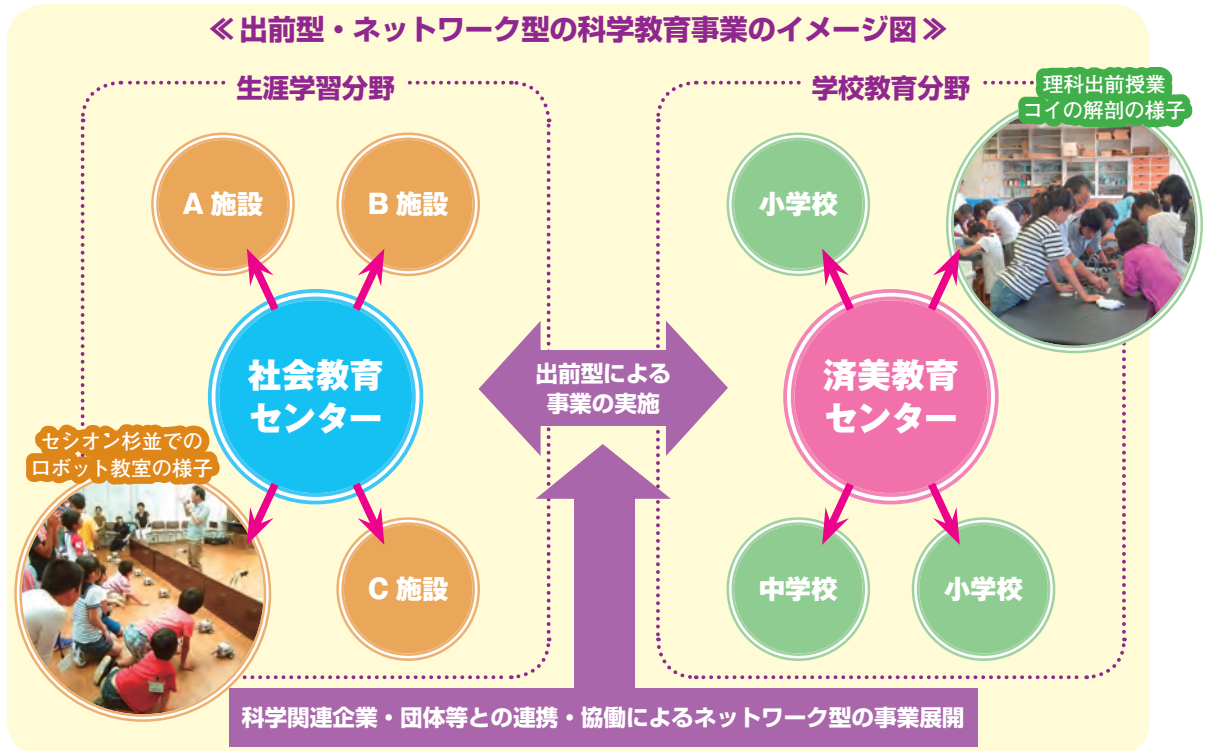 ≪出前型・ネットワーク型の科学教育事業のイメージ図≫
生涯学習分野
A 施設
B 施設
社会教育
センター
セシオン杉並での
ロボット教室の様子
C 施設
出前型による
事業の実施
学校教育分野
理科出前授業
コイの解剖の様子
小学校
済美教育
センター
中学校
小学校
科学関連企業・団体等との連携・協働によるネットワーク型の事業展開